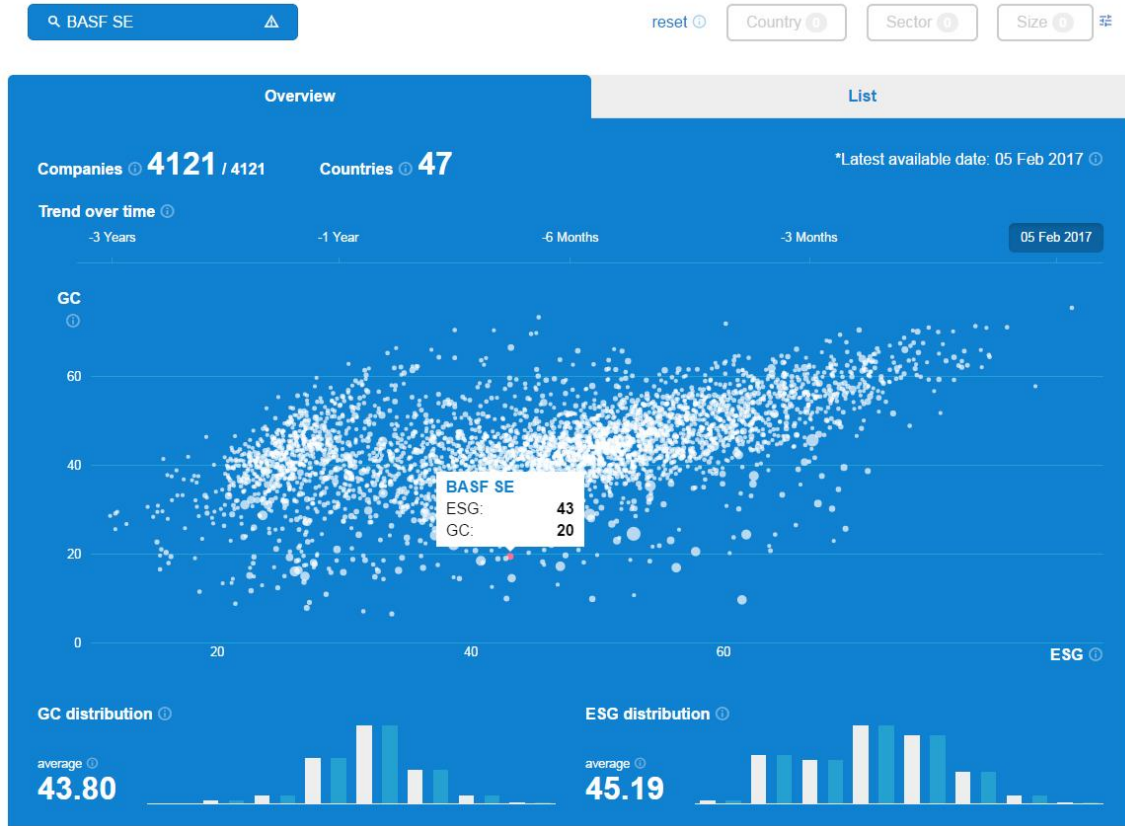 BASF SE
reset
Country 0
Sector 0
Size 0
Overview
List
Companies 4121 / 4121
Countries 47
*Latest available date: 05 Feb 2017
Trend over time
-3 Years
-1 Year
-6 Months
-3 Months
05 Feb 2017
GC
60
40
BASF SE
ESG: 43
GC: 20
20
0
20
40
60
ESG
GC distribution
average
43.80
ESG distribution
average
45.19